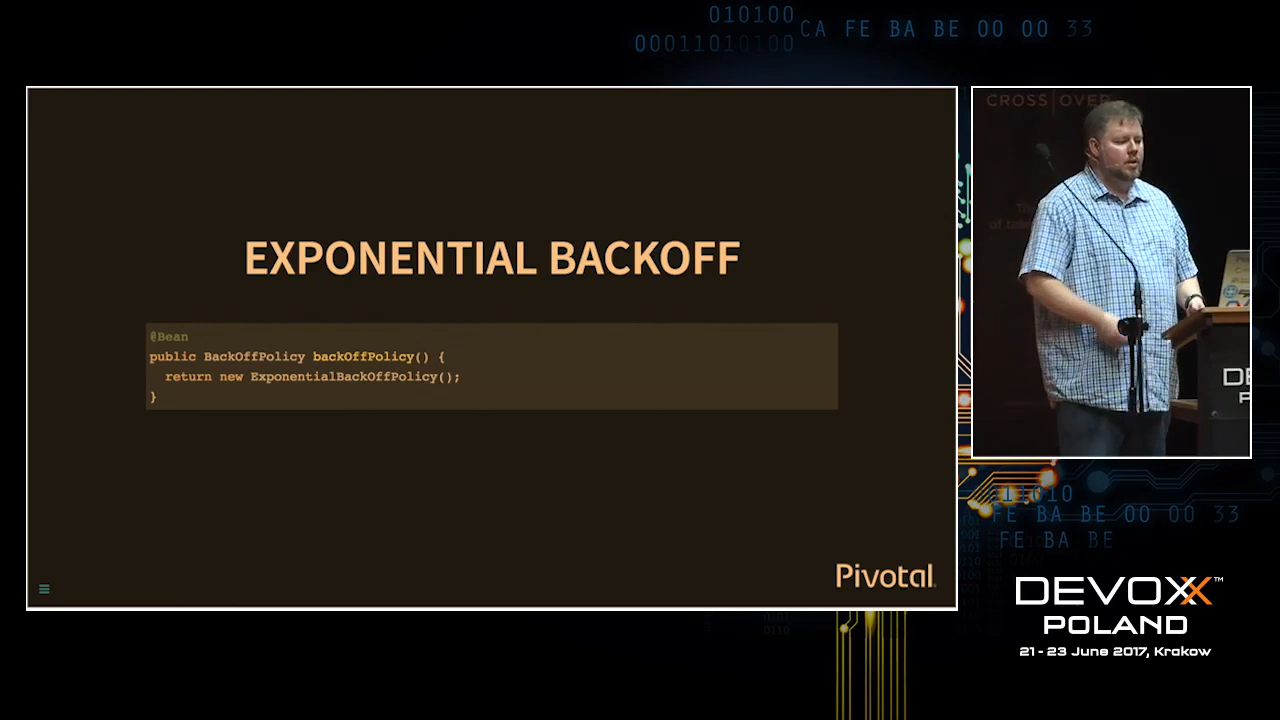 010100
CA FE BA BE 00 00 33
00011010100
EXPONENTIAL BACKOFF
@Bean
public BackOffPolicy backOffPolicy() {
return new ExponentialBackOffPolicy();
}
Pivotal
CROSS OVER
FE BA BE 00 00 33
FE BA BE
DEVOXX™
POLAND
21 - 23 June 2017, Krakow